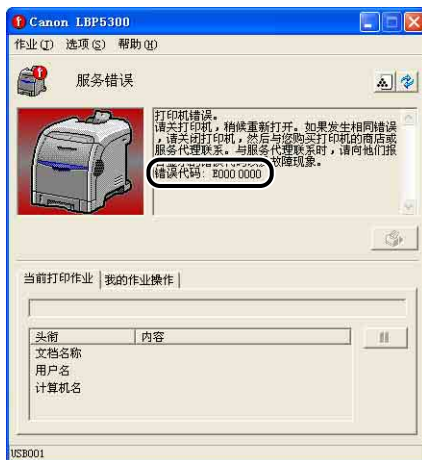 Canon LBP5300
作业(J) 选项(S) 帮助(H)
服务错误
打印机错误。
请关打印机，稍候重新打开。如果发生相同错误
，请关闭打印机，然后与您购买打印机的商店或
服务代理联系。与服务代理联系时，请向他们报
故障现象。
错误代码: E000 0000
当前打印作业 我的作业操作
头衔 内容
文档名称
用户名
计算机名
USB001